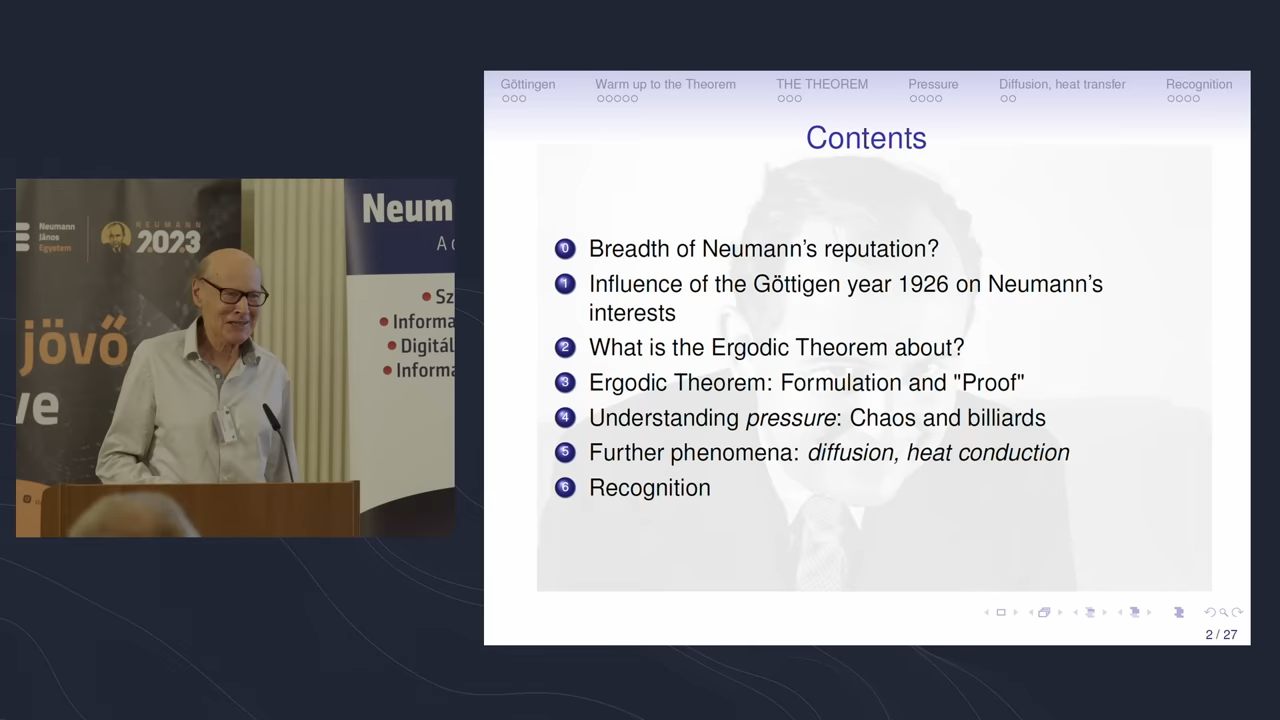 Neumann
János
Egyetem
NEUMANN
2023
jövő
Neum
A
Sz
Informa
Digitál
Informa
Göttingen Warm up to the Theorem THE THEOREM Pressure Diffusion, heat transfer Recognition
Contents
0 Breadth of Neumann's reputation?
1 Influence of the Göttigen year 1926 on Neumann's
interests
2 What is the Ergodic Theorem about?
3 Ergodic Theorem: Formulation and "Proof"
4 Understanding pressure: Chaos and billiards
5 Further phenomena: diffusion, heat conduction
6 Recognition
2 / 27